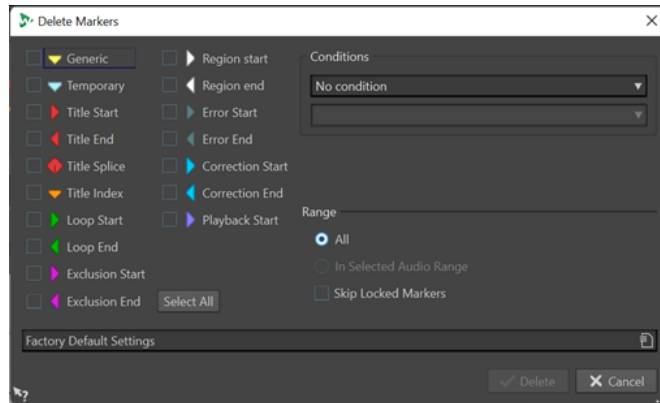 Delete Markers
Generic
Temporary
Title Start
Title End
Title Splice
Title Index
Loop Start
Loop End
Exclusion Start
Exclusion End
Region start
Region end
Error Start
Error End
Correction Start
Correction End
Playback Start
Select All
Conditions
No condition
Range
All
In Selected Audio Range
Skip Locked Markers
Factory Default Settings
Delete
Cancel
?